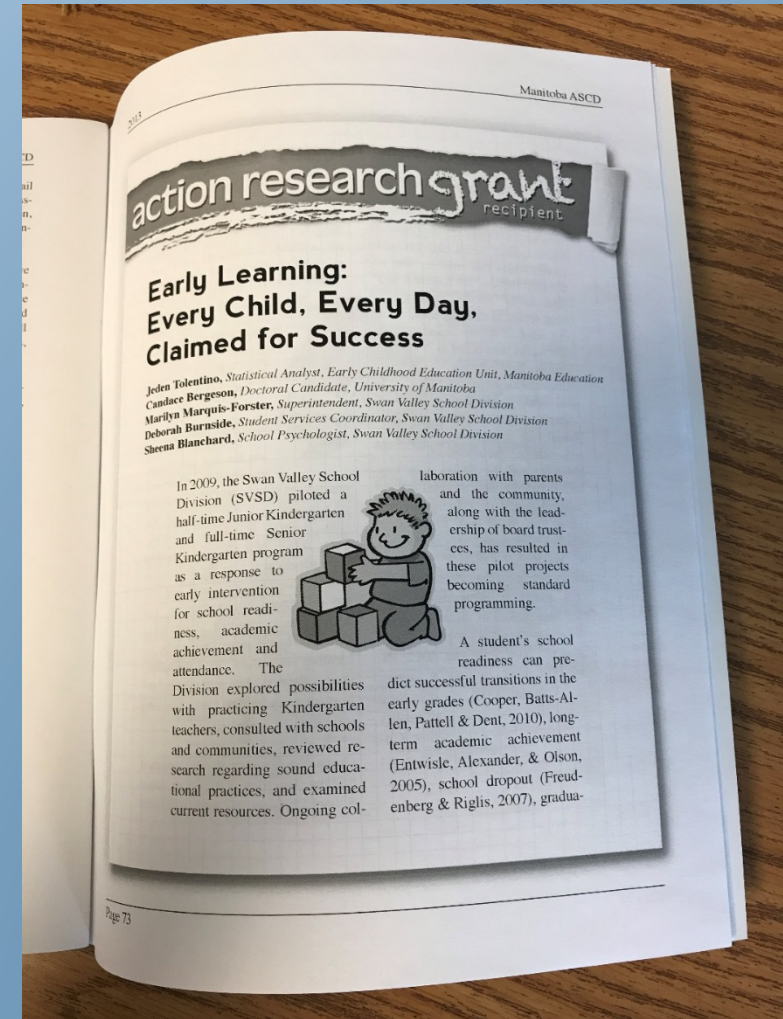 2013
Manitoba ASCD
action research grant
recipient
Early Learning:
Every Child, Every Day,
Claimed for Success
Jeden Tolentino, Statistical Analyst, Early Childhood Education Unit, Manitoba Education
Candace Bergeson, Doctoral Candidate, University of Manitoba
Marilyn Marquis-Forster, Superintendent, Swan Valley School Division
Deborah Burnside, Student Services Coordinator, Swan Valley School Division
Sheena Blanchard, School Psychologist, Swan Valley School Division
In 2009, the Swan Valley School
Division (SVSD) piloted a
half-time Junior Kindergarten
and full-time Senior
Kindergarten program
as a response to
early intervention
for school readi-
ness, academic
achievement and
attendance. The
Division explored possibilities
with practicing Kindergarten
teachers, consulted with schools
and communities, reviewed re-
search regarding sound educa-
tional practices, and examined
current resources. Ongoing col-
laboration with parents
and the community,
along with the lead-
ership of board trust-
ees, has resulted in
these pilot projects
becoming standard
programming.
A student's school
readiness can pre-
dict successful transitions in the
early grades (Cooper, Batts-Al-
len, Pattell & Dent, 2010), long-
term academic achievement
(Entwisle, Alexander, & Olson,
2005), school dropout (Freud-
enberg & Riglis, 2007), gradua-
Page 73